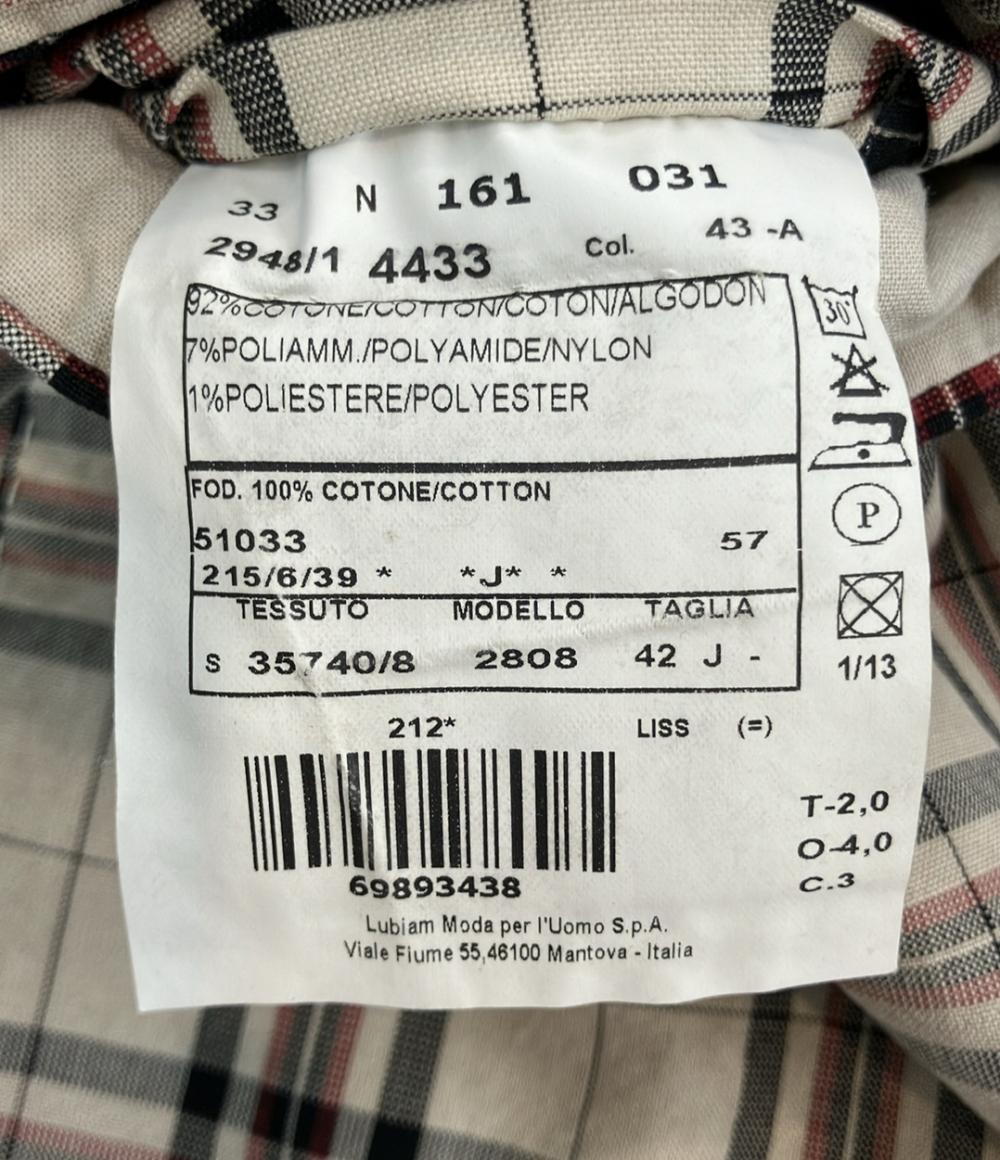 33 N 161 031
2948/1 4433 Col. 43 -A
92%COTONE/COTTON/COTON/ALGODON
30°
7%POLIAMM./POLYAMIDE/NYLON
1%POLIESTERE/POLYESTER
FOD. 100% COTONE/COTTON
P
51033 57
215/6/39 * *J* *
TESSUTO MODELLO TAGLIA
S 35740/8 2808 42 J -
1/13
212* LISS (=)
T-2,0
O-4,0
C.3
69893438
Lubiam Moda per l'Uomo S.p.A.
Viale Fiume 55,46100 Mantova - Italia